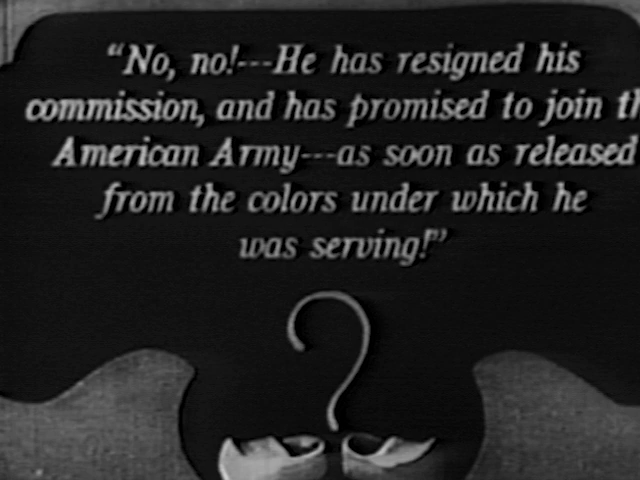 “No, no!---He has resigned his
commission, and has promised to join th
American Army---as soon as released
from the colors under which he
was serving!”
?